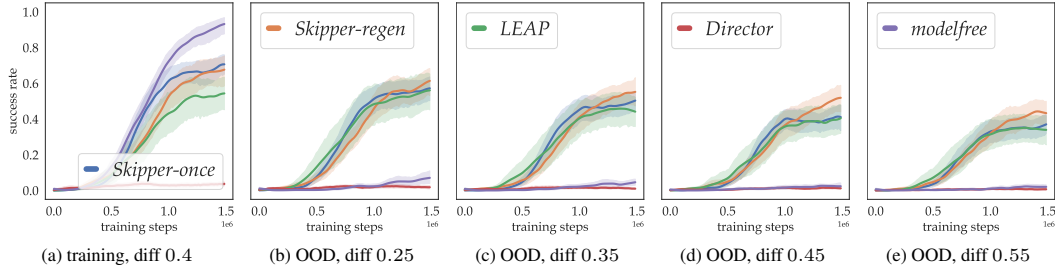 1.0
0.8
0.6
0.4
0.2
0.0
success rate
Skipper-once
Skipper-regen
LEAP
Director
modelfree
0.0 0.5 1.0 1.5
1e6
training steps
0.0 0.5 1.0 1.5
1e6
training steps
0.0 0.5 1.0 1.5
1e6
training steps
0.0 0.5 1.0 1.5
1e6
training steps
0.0 0.5 1.0 1.5
1e6
training steps
(a) training, diff 0.4
(b) OOD, diff 0.25
(c) OOD, diff 0.35
(d) OOD, diff 0.45
(e) OOD, diff 0.55